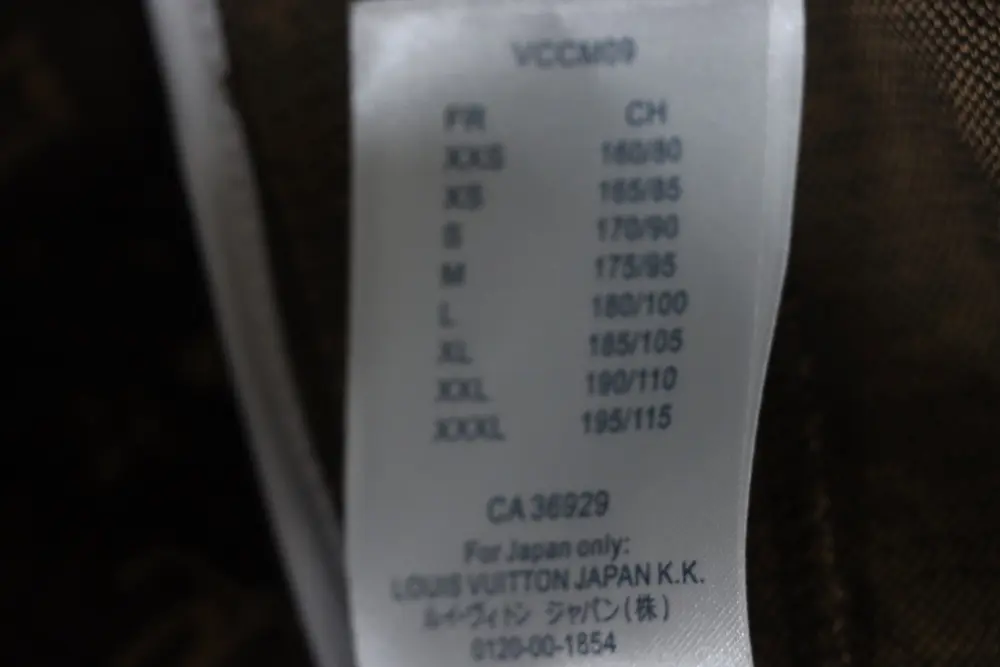 VCCM09
FR CH
XXS 160/80
XS 165/85
S 170/90
M 175/95
L 180/100
XL 185/105
XXL 190/110
XXXL 195/115
CA 36929
For Japan only:
LOUIS VUITTON JAPAN K.K.
ルイ・ヴィトン ジャパン(株)
0120-00-1854